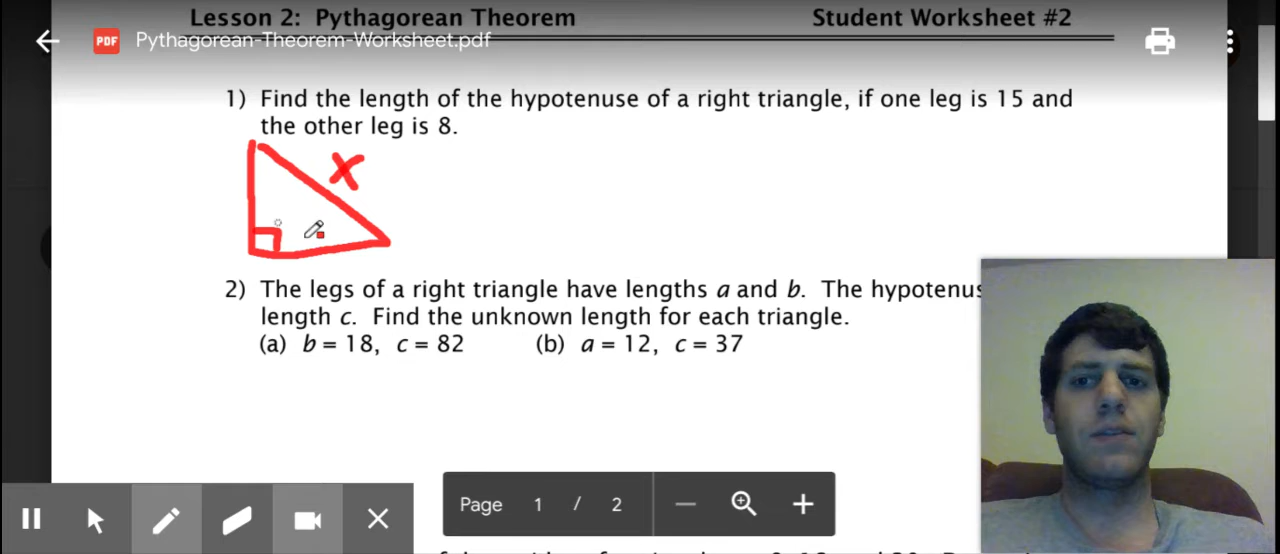 Lesson 2: Pythagorean Theorem Student Worksheet #2
PDF Pythagorean-Theorem-Worksheet.pdf
1) Find the length of the hypotenuse of a right triangle, if one leg is 15 and
the other leg is 8.
x
2) The legs of a right triangle have lengths a and b. The hypotenus
length c. Find the unknown length for each triangle.
(a) b = 18, c = 82 (b) a = 12, c = 37
Page 1 / 2